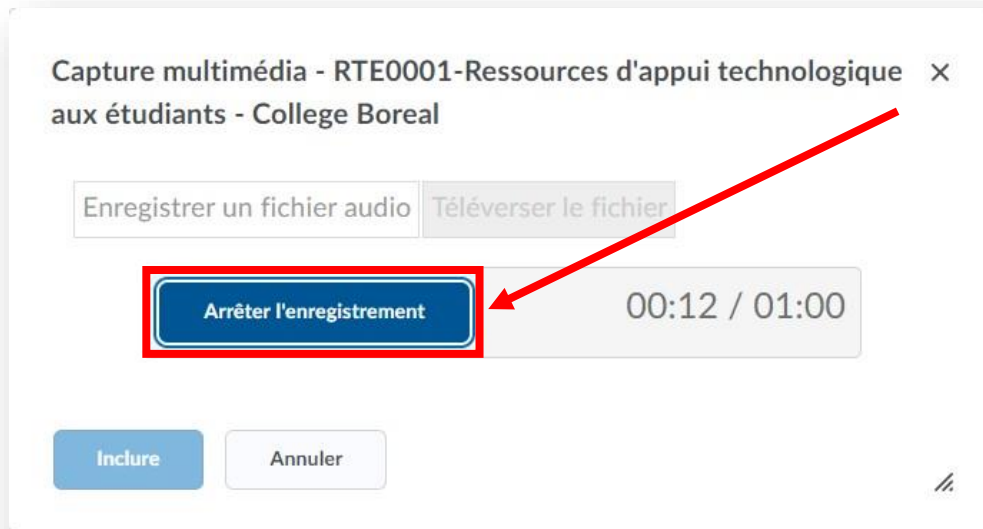 Capture multimédia - RTE0001-Ressources d'appui technologique
aux étudiants - College Boreal
Enregistrer un fichier audio Téléverser le fichier
Arrêter l'enregistrement 00:12 / 01:00
Inclure Annuler